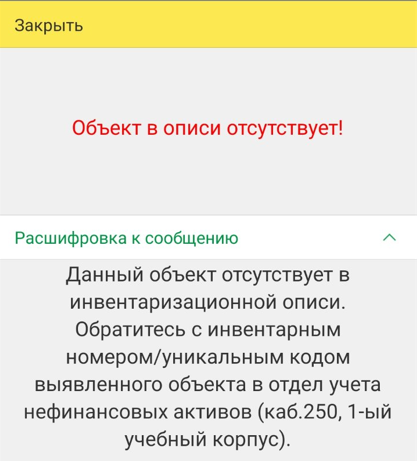 Закрыть
Объект в описи отсутствует!
Расшифровка к сообщению
Данный объект отсутствует в
инвентаризационной описи.
Обратитесь с инвентарным
номером/уникальным кодом
выявленного объекта в отдел учета
нефинансовых активов (каб.250, 1-ый
учебный корпус).